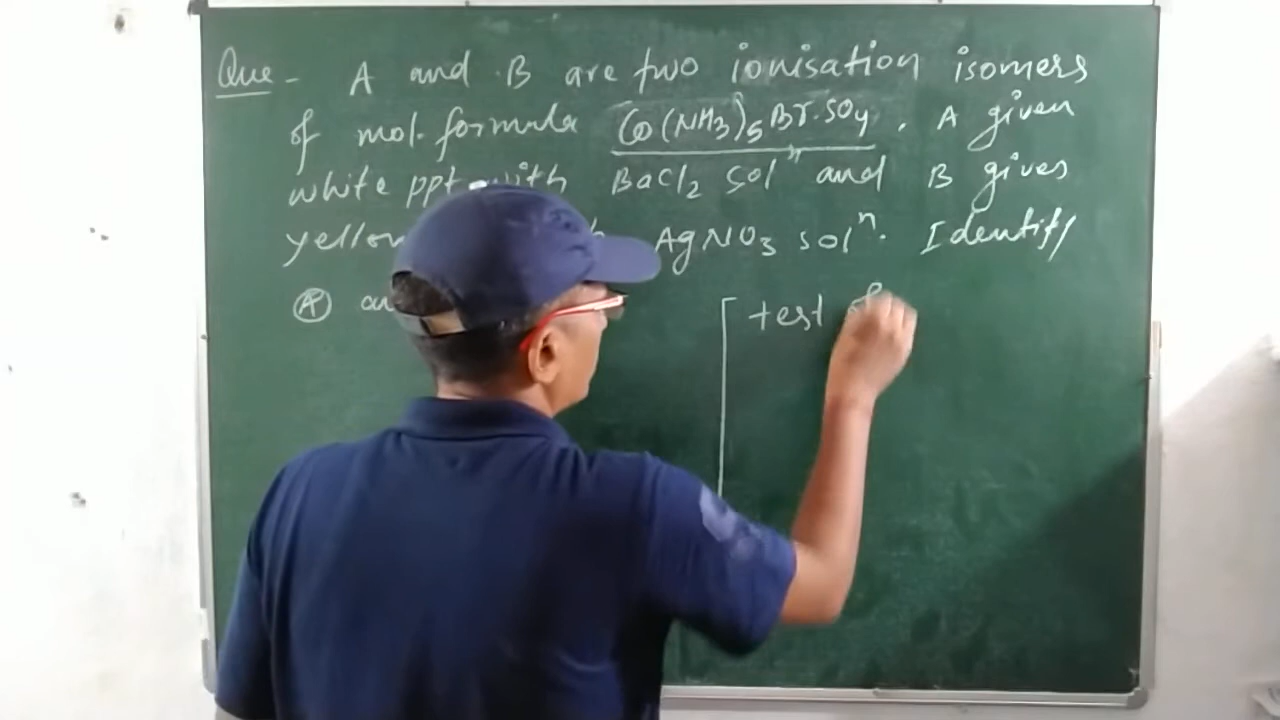 Que - A and B are two ionisation isomers
of mol. formula Co(NH3)5Br.SO4. A given
white ppt with BaCl2 solⁿ and B gives
AgNO3 solⁿ. Identify
(A)
test of